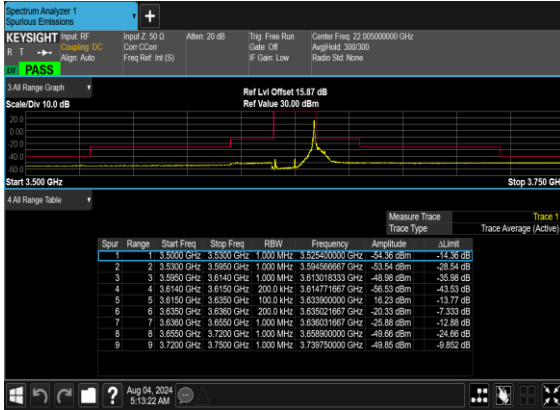 Spectrum Analyzer 1
Spurious Emissions
+
KEYSIGHT Input: RF Input Z: 50 Ω Atten: 20 dB Trig: Free Run Center Freq: 22.005000000 GHz
R T Coupling: DC Corr CCorr Gate: Off Avg|Hold: 300/300
Align: Auto Freq Ref: Int (S) IF Gain: Low Radio Std: None
PASS
3 All Range Graph
Ref Lvl Offset 15.87 dB
Scale/Div 10.0 dB Ref Value 30.00 dBm
20.0
0.00
-20.0
-40.0
-60.0
Start 3.500 GHz Stop 3.750 GH
4 All Range Table
Measure Trace Trace 1
Trace Type Trace Average (Active)
Spur Range Start Freq Stop Freq RBW Frequency Amplitude ΔLimit
1 1 3.5000 GHz 3.5300 GHz 1.000 MHz 3.525400000 GHz -54.36 dBm -14.36 dB
2 2 3.5300 GHz 3.5950 GHz 1.000 MHz 3.594566667 GHz -53.54 dBm -28.54 dB
3 3 3.5950 GHz 3.6140 GHz 1.000 MHz 3.613018333 GHz -48.98 dBm -35.98 dB
4 4 3.6140 GHz 3.6150 GHz 200.0 kHz 3.614771667 GHz -56.53 dBm -43.53 dB
5 5 3.6150 GHz 3.6350 GHz 100.0 kHz 3.633900000 GHz 16.23 dBm -13.77 dB
6 6 3.6350 GHz 3.6360 GHz 200.0 kHz 3.635021667 GHz -20.33 dBm -7.333 dB
7 7 3.6360 GHz 3.6550 GHz 1.000 MHz 3.636031667 GHz -25.88 dBm -12.88 dB
8 8 3.6550 GHz 3.7200 GHz 1.000 MHz 3.658900000 GHz -49.66 dBm -24.66 dB
9 9 3.7200 GHz 3.7500 GHz 1.000 MHz 3.739750000 GHz -49.85 dBm -9.852 dB
?
Aug 04, 2024
5:13:22 AM